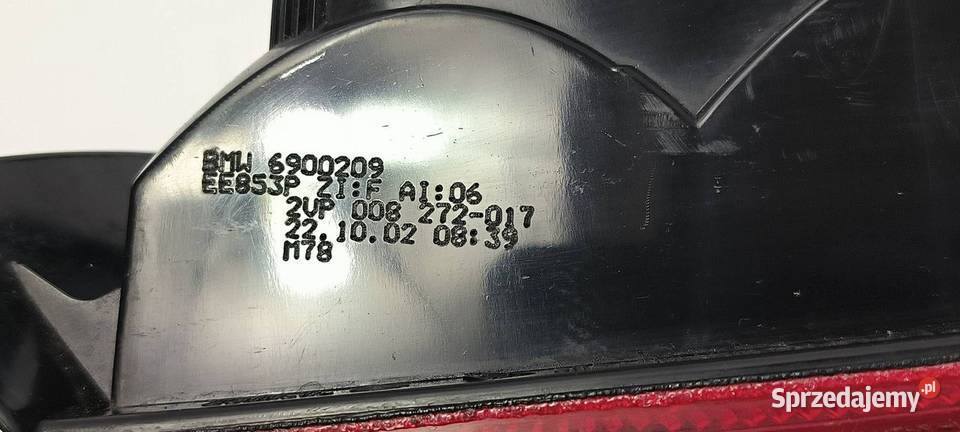 BMW 6900209
EE853P ZI:F AI:06
2VP 008 272-017
22.10.02 08:39
M78
Sprzedajemy.pl